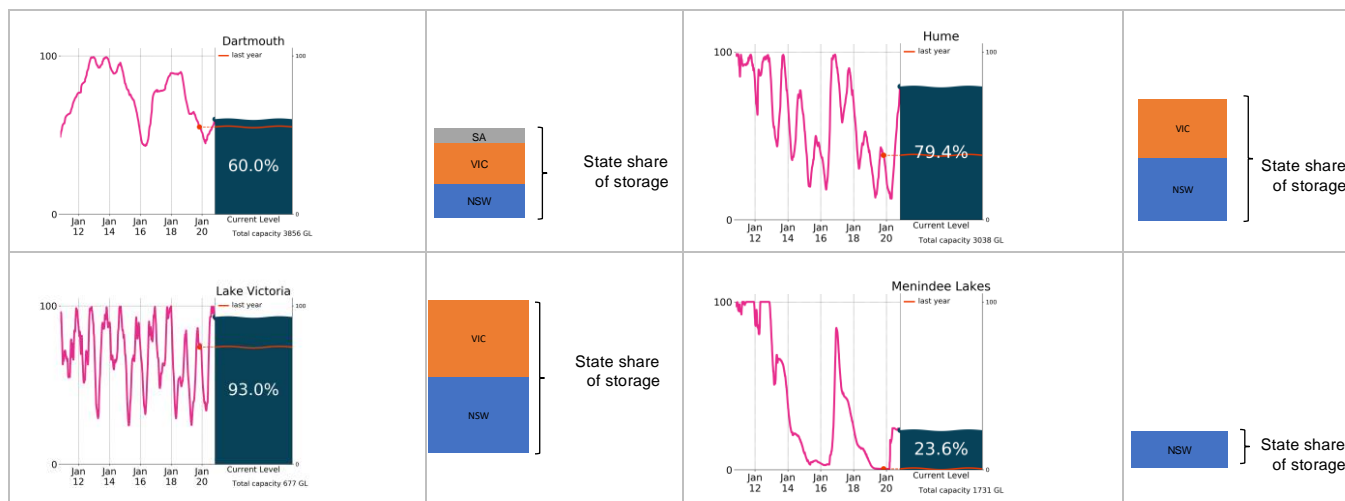 Dartmouth
last year
100
100
60.0%
0
0
Jan
12
Jan
14
Jan
16
Jan
18
Jan
20
Current Level
Total capacity 3856 GL
SA
VIC
NSW
State share
of storage
Hume
last year
100
100
79.4%
0
0
Jan
12
Jan
14
Jan
16
Jan
18
Jan
20
Current Level
Total capacity 3038 GL
VIC
NSW
State share
of storage
Lake Victoria
last year
100
100
93.0%
0
0
Jan
12
Jan
14
Jan
16
Jan
18
Jan
20
Current Level
Total capacity 677 GL
VIC
NSW
State share
of storage
Menindee Lakes
last year
100
100
23.6%
0
0
Jan
12
Jan
14
Jan
16
Jan
18
Jan
20
Current Level
Total capacity 1731 GL
NSW
State share
of storage